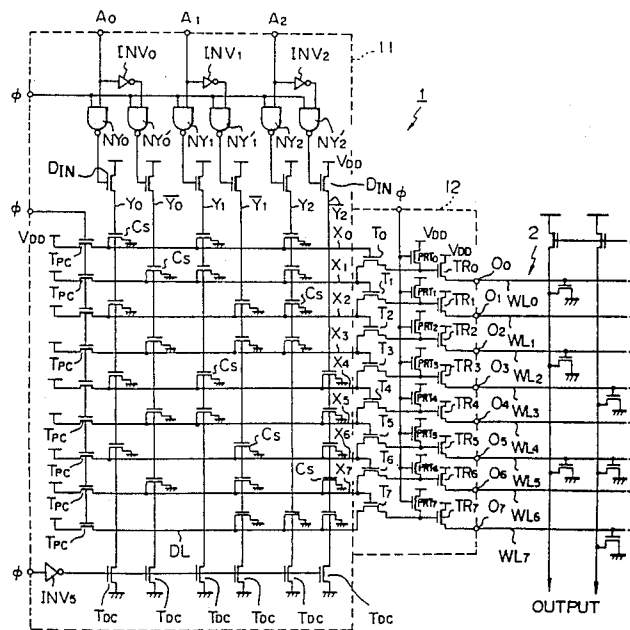 A0 A1 A2
INV0 INV1 INV2 11
φ
NY0 NY'0 NY1 NY'1 NY2 NY'2
1
VDD
DIN DIN
φ 12
Y0 Y0 Y1 Y1 Y2 Y2
φ
VDD
Cs X0 T0 VDD VDD 2
TPC Cs PRT0 TR0 O0
X1 T1 WL0
TPC Cs X2 PRT1 TR1 O1
T2 WL1
TPC X3 PRT2 TR2 O2
T3 WL2
TPC Cs X4 PRT3 TR3 O3
T4 WL3
X5 PRT4 TR4 O4
TPC Cs T5 WL4
X6 PRT5 TR5 O5
TPC T6 WL5
Cs X7 PRT6 TR6 O6
TPC T7 WL6
PRT7 TR7 O7
TPC DL WL7
φ
INV5 TDC TDC TDC TDC TDC TDC
OUTPUT